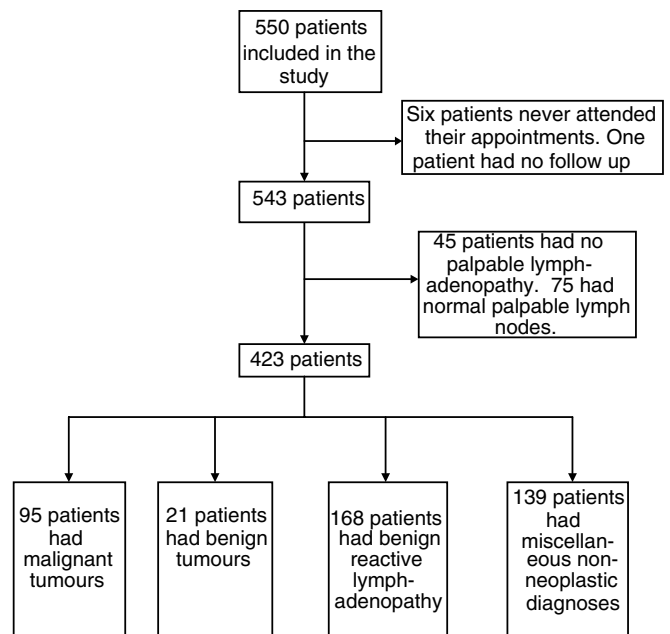 550 patients
included in the
study
Six patients never attended
their appointments. One
patient had no follow up
543 patients
45 patients had no
palpable lymph-
adenopathy. 75 had
normal palpable lymph
nodes.
423 patients
95 patients
had
malignant
tumours
21 patients
had benign
tumours
168 patients
had benign
reactive
lymph-
adenopathy
139 patients
had
miscellan-
eous non-
neoplastic
diagnoses